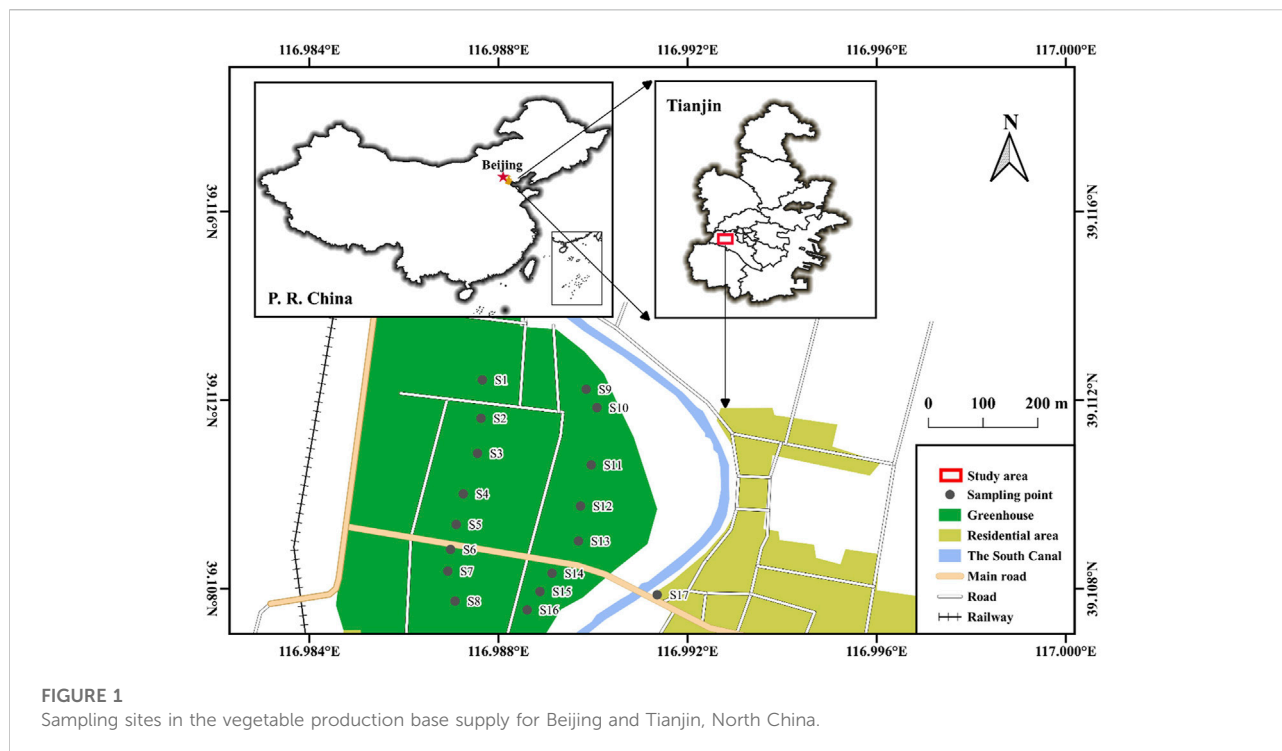 116.984°E
116.988°E
116.992°E
116.996°E
117.000°E
Beijing
P. R. China
Tianjin
N
39.116°N
39.116°N
39.112°N
39.112°N
39.108°N
39.108°N
S1
S2
S3
S4
S5
S6
S7
S8
S9
S10
S11
S12
S13
S14
S15
S16
S17
0 100 200 m
Legend
Study area
Sampling point
Greenhouse
Residential area
The South Canal
Main road
Road
Railway
116.984°E
116.988°E
116.992°E
116.996°E
117.000°E
FIGURE 1
Sampling sites in the vegetable production base supply for Beijing and Tianjin, North China.